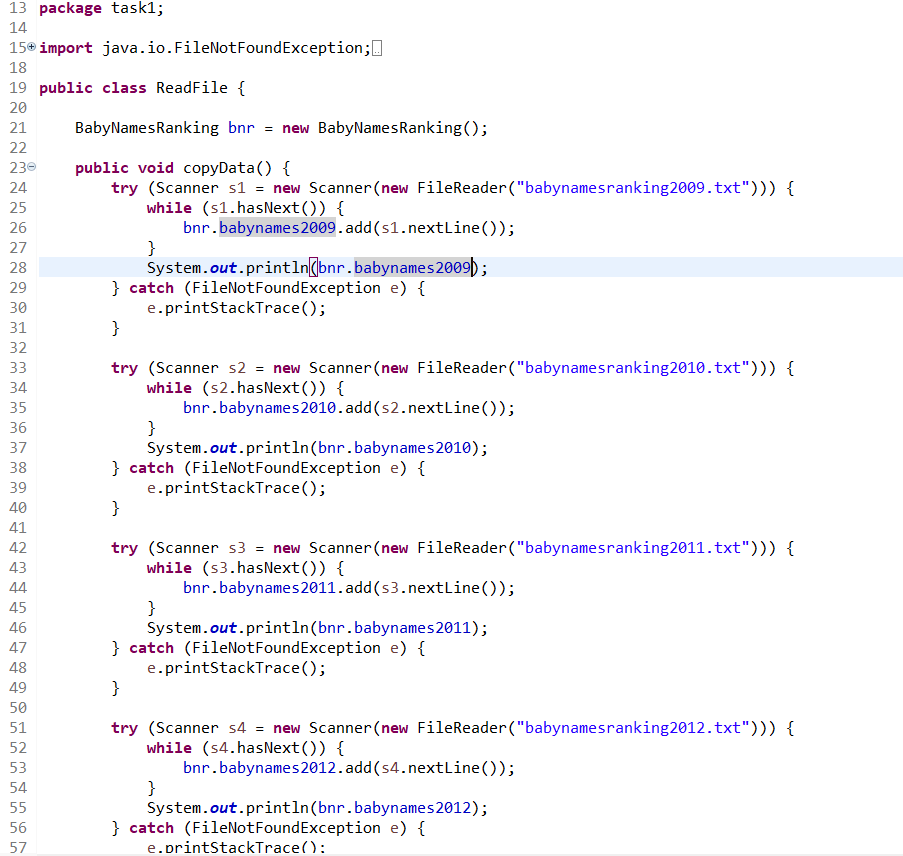 13 package task1;
14
15 import java.io.FileNotFoundException;
18
19 public class ReadFile {
20
21     BabyNamesRanking bnr = new BabyNamesRanking();
22
23     public void copyData() {
24         try (Scanner s1 = new Scanner(new FileReader("babynamesranking2009.txt"))) {
25             while (s1.hasNext()) {
26                 bnr.babynames2009.add(s1.nextLine());
27             }
28             System.out.println(bnr.babynames2009);
29         } catch (FileNotFoundException e) {
30             e.printStackTrace();
31         }
32
33         try (Scanner s2 = new Scanner(new FileReader("babynamesranking2010.txt"))) {
34             while (s2.hasNext()) {
35                 bnr.babynames2010.add(s2.nextLine());
36             }
37             System.out.println(bnr.babynames2010);
38         } catch (FileNotFoundException e) {
39             e.printStackTrace();
40         }
41
42         try (Scanner s3 = new Scanner(new FileReader("babynamesranking2011.txt"))) {
43             while (s3.hasNext()) {
44                 bnr.babynames2011.add(s3.nextLine());
45             }
46             System.out.println(bnr.babynames2011);
47         } catch (FileNotFoundException e) {
48             e.printStackTrace();
49         }
50
51         try (Scanner s4 = new Scanner(new FileReader("babynamesranking2012.txt"))) {
52             while (s4.hasNext()) {
53                 bnr.babynames2012.add(s4.nextLine());
54             }
55             System.out.println(bnr.babynames2012);
56         } catch (FileNotFoundException e) {
57             e.printStackTrace();